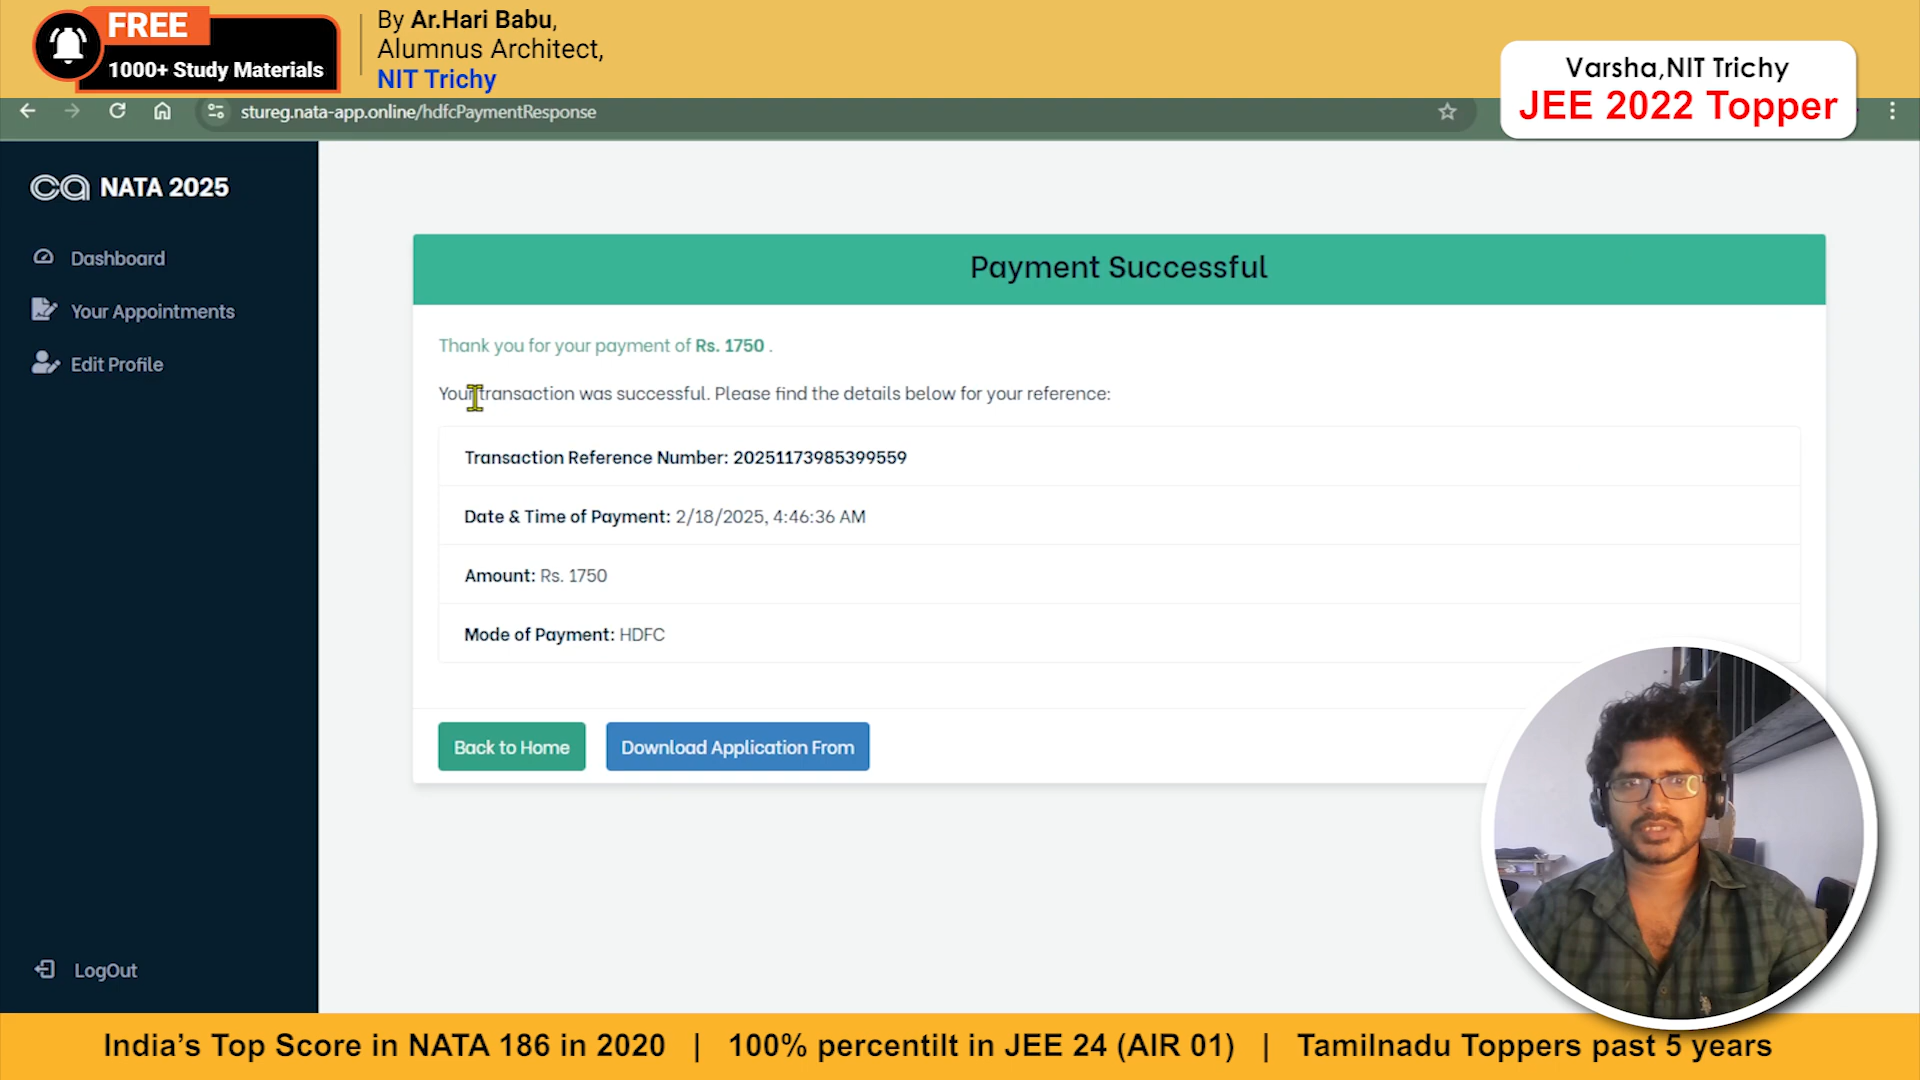 FREE
1000+ Study Materials
By Ar.Hari Babu,
Alumnus Architect,
NIT Trichy
Varsha,NIT Trichy
JEE 2022 Topper
stureg.nata-app.online/hdfcPaymentResponse
ca NATA 2025
Dashboard
Your Appointments
Edit Profile
LogOut
Payment Successful
Thank you for your payment of Rs. 1750 .
Your transaction was successful. Please find the details below for your reference:
Transaction Reference Number: 20251173985399559
Date & Time of Payment: 2/18/2025, 4:46:36 AM
Amount: Rs. 1750
Mode of Payment: HDFC
Back to Home
Download Application From
India's Top Score in NATA 186 in 2020 | 100% percentilt in JEE 24 (AIR 01) | Tamilnadu Toppers past 5 years